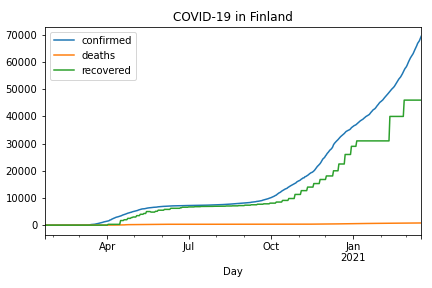 COVID-19 in Finland
confirmed
deaths
recovered
70000
60000
50000
40000
30000
20000
10000
0
Apr
Jul
Oct
Jan
2021
Day